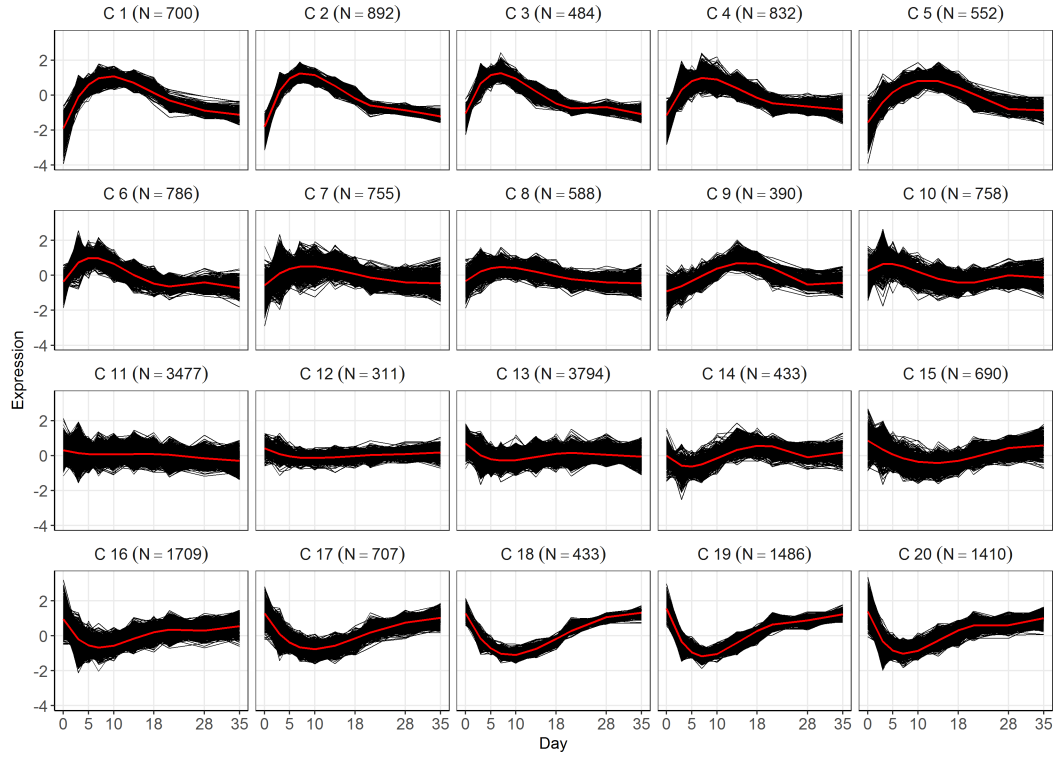 C 1 (N = 700) C 2 (N = 892) C 3 (N = 484) C 4 (N = 832) C 5 (N = 552)
2
0
-2
-4
C 6 (N = 786) C 7 (N = 755) C 8 (N = 588) C 9 (N = 390) C 10 (N = 758)
2
0
-2
-4
Expression
C 11 (N = 3477) C 12 (N = 311) C 13 (N = 3794) C 14 (N = 433) C 15 (N = 690)
2
0
-2
-4
C 16 (N = 1709) C 17 (N = 707) C 18 (N = 433) C 19 (N = 1486) C 20 (N = 1410)
2
0
-2
-4
0 5 10 18 28 35 0 5 10 18 28 35 0 5 10 18 28 35 0 5 10 18 28 35 0 5 10 18 28 35
Day